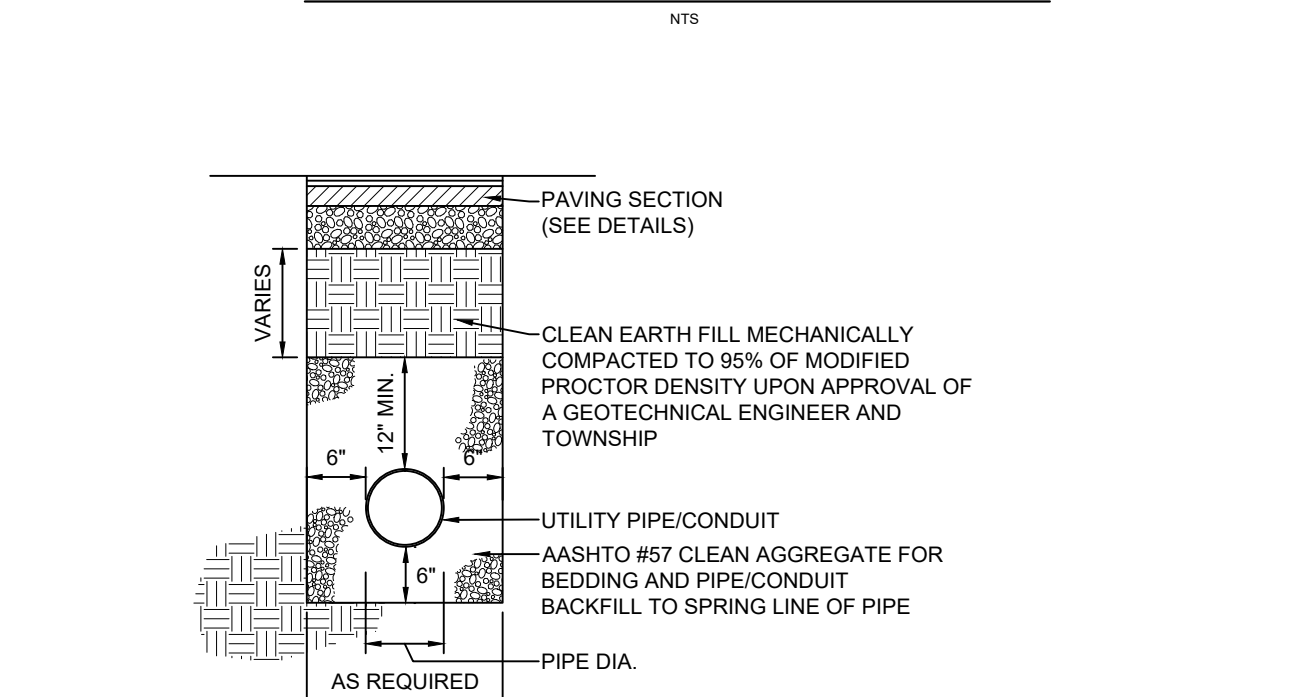 NTS
PAVING SECTION
(SEE DETAILS)
VARIES
CLEAN EARTH FILL MECHANICALLY
COMPACTED TO 95% OF MODIFIED
PROCTOR DENSITY UPON APPROVAL OF
A GEOTECHNICAL ENGINEER AND
TOWNSHIP
12" MIN.
6"
6"
UTILITY PIPE/CONDUIT
AASHTO #57 CLEAN AGGREGATE FOR
BEDDING AND PIPE/CONDUIT
BACKFILL TO SPRING LINE OF PIPE
6"
PIPE DIA.
AS REQUIRED